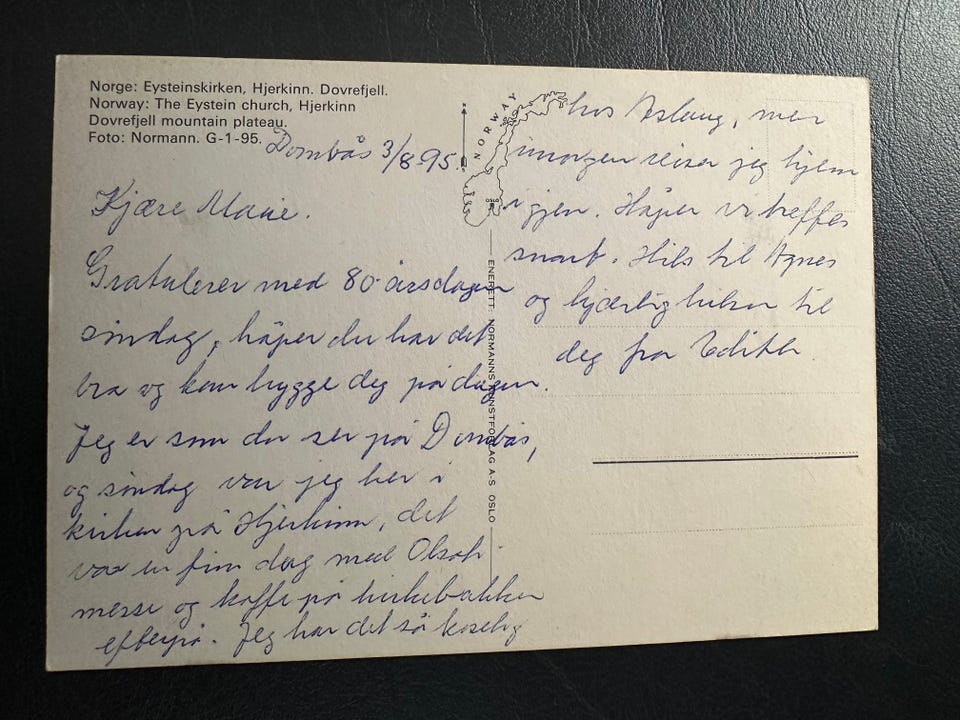 Norge: Eysteinskirken, Hjerkinn. Dovrefjell.
Norway: The Eystein church, Hjerkinn
Dovrefjell mountain plateau.
Foto: Normann. G-1-95.
Dombås 3/8-95.
Kjære Marie.
Gratulerer med 80-årsdagen
søndag, håper du har det
bra og kan hygge deg på dagen.
Jeg er som du ser på Dombås,
og søndag var jeg her i
kirken på Hjerkinn, det
var en fin dag med Olsok-
messe og kaffe på kirkebakken
efterpå. Jeg har det så koselig
NORWAY
ENERETT: NORMANNS KUNSTFORLAG A-S OSLO
hos Aslaug, men
imorgen reiser jeg hjem
igjen. Håper vi treffes
snart. Hils til Agnes
og hjærlig hilsen til
deg fra Edith.